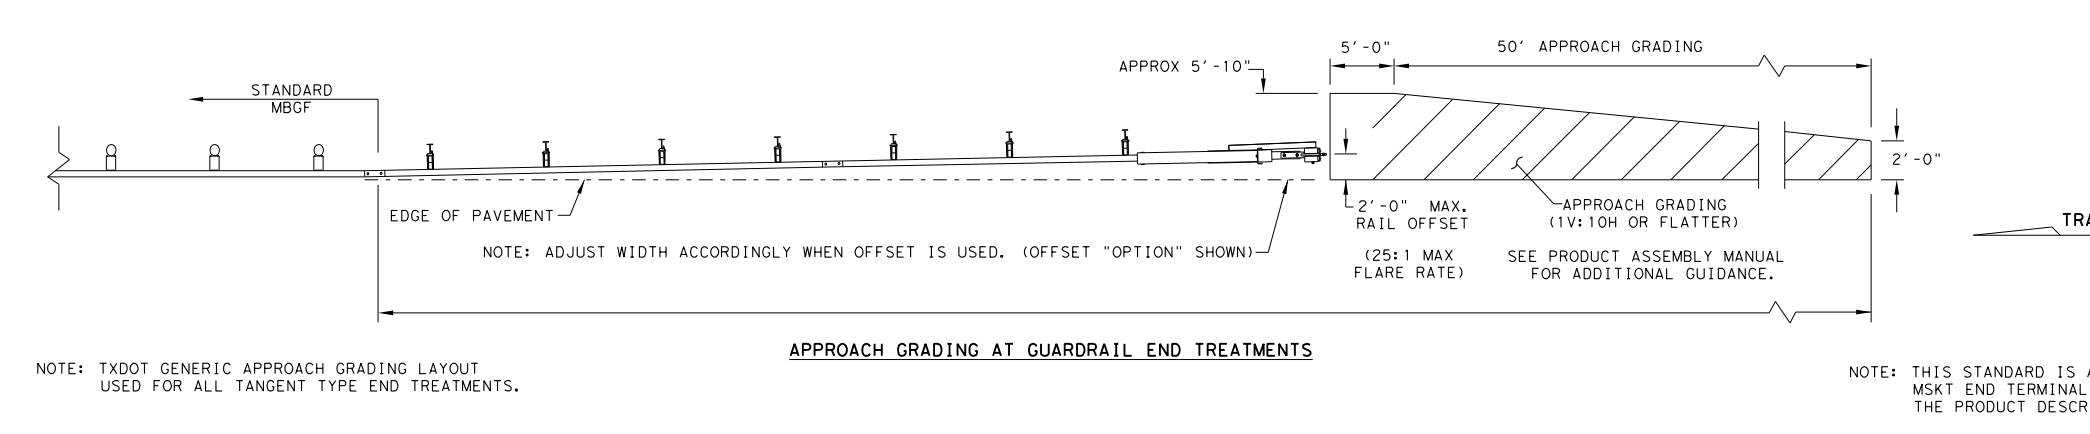 5'-0"
50' APPROACH GRADING
APPROX 5'-10"
STANDARD
MBGF
2'-0"
EDGE OF PAVEMENT
2'-0" MAX.
RAIL OFFSET
(25:1 MAX
FLARE RATE)
APPROACH GRADING
(1V:10H OR FLATTER)
SEE PRODUCT ASSEMBLY MANUAL
FOR ADDITIONAL GUIDANCE.
NOTE: ADJUST WIDTH ACCORDINGLY WHEN OFFSET IS USED. (OFFSET "OPTION" SHOWN)
TRA
APPROACH GRADING AT GUARDRAIL END TREATMENTS
NOTE: TXDOT GENERIC APPROACH GRADING LAYOUT
USED FOR ALL TANGENT TYPE END TREATMENTS.
NOTE: THIS STANDARD IS A
MSKT END TERMINAL
THE PRODUCT DESCR